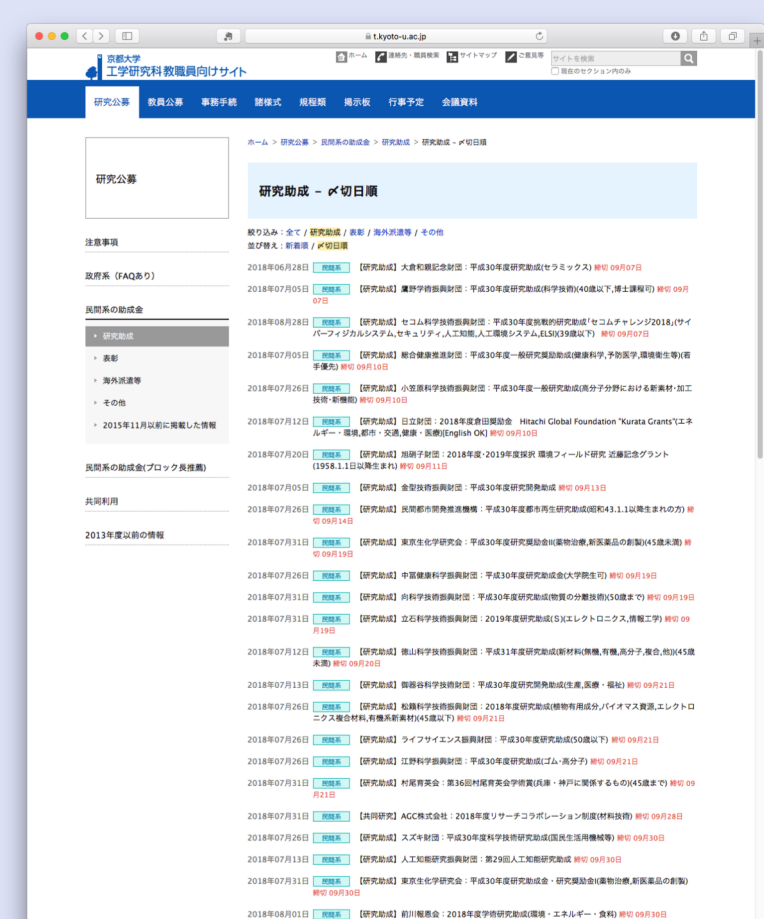 t.kyoto-u.ac.jp
京都大学
工学研究科 教職員向けサイト
ホーム
連絡先・職員検索
サイトマップ
ご意見等
サイトを検索
現在のセクション内のみ
研究公募 教員公募 事務手続 諸様式 規程類 掲示板 行事予定 会議資料
ホーム > 研究公募 > 民間系の助成金 > 研究助成 > 研究助成 – 〆切日順
研究公募
注意事項
政府系（FAQあり）
民間系の助成金
研究助成
表彰
海外派遣等
その他
2015年11月以前に掲載した情報
民間系の助成金(ブロック長推薦)
共同利用
2013年度以前の情報
研究助成 – 〆切日順
絞り込み：全て / 研究助成 / 表彰 / 海外派遣等 / その他
並び替え：新着順 / 〆切日順
2018年06月28日 民間系 【研究助成】大倉和親記念財団：平成30年度研究助成(セラミックス) 締切 09月07日
2018年07月05日 民間系 【研究助成】鷹野学術振興財団：平成30年度研究助成(科学技術)(40歳以下,博士課程可) 締切 09月
07日
2018年08月28日 民間系 【研究助成】セコム科学技術振興財団：平成30年度挑戦的研究助成「セコムチャレンジ2018」(サイ
バーフィジカルシステム,セキュリティ,人工知能,人工環境システム,ELSI)(39歳以下) 締切 09月07日
2018年07月05日 民間系 【研究助成】総合健康推進財団：平成30年度一般研究奨励助成(健康科学,予防医学,環境衛生等)(若
手優先) 締切 09月10日
2018年07月26日 民間系 【研究助成】小笠原科学技術振興財団：平成30年度一般研究助成(高分子分野における新素材･加工
技術･新機能) 締切 09月10日
2018年07月12日 民間系 【研究助成】日立財団：2018年度倉田奨励金　Hitachi Global Foundation "Kurata Grants"(エネ
ルギー・環境,都市・交通,健康・医療)[English OK] 締切 09月10日
2018年07月20日 民間系 【研究助成】旭硝子財団：2018年度･2019年度採択 環境フィールド研究 近藤記念グラント
(1958.1.1日以降生まれ) 締切 09月11日
2018年07月05日 民間系 【研究助成】金型技術振興財団：平成30年度研究開発助成 締切 09月13日
2018年07月26日 民間系 【研究助成】民間都市開発推進機構：平成30年度都市再生研究助成(昭和43.1.1以降生まれの方) 締
切 09月14日
2018年07月31日 民間系 【研究助成】東京生化学研究会：平成30年度研究奨励金II(薬物治療,新医薬品の創製)(45歳未満) 締
切 09月19日
2018年07月26日 民間系 【研究助成】中冨健康科学振興財団：平成30年度研究助成金(大学院生可) 締切 09月19日
2018年07月31日 民間系 【研究助成】向科学技術振興財団：平成30年度研究助成(物質の分離技術)(50歳まで) 締切 09月19日
2018年07月31日 民間系 【研究助成】立石科学技術振興財団：2019年度研究助成(Ｓ)(エレクトロニクス,情報工学) 締切 09
月19日
2018年07月12日 民間系 【研究助成】徳山科学技術振興財団：平成31年度研究助成(新材料(無機,有機,高分子,複合,他))(45歳
未満) 締切 09月20日
2018年07月13日 民間系 【研究助成】御器谷科学技術財団：平成30年度研究開発助成(生産,医療・福祉) 締切 09月21日
2018年07月26日 民間系 【研究助成】松籟科学技術振興財団：2018年度研究助成(植物有用成分,バイオマス資源,エレクトロ
ニクス複合材料,有機系新素材)(45歳以下) 締切 09月21日
2018年07月26日 民間系 【研究助成】ライフサイエンス振興財団：平成30年度研究助成(50歳以下) 締切 09月21日
2018年07月26日 民間系 【研究助成】江野科学振興財団：平成30年度研究助成(ゴム･高分子) 締切 09月21日
2018年07月31日 民間系 【研究助成】村尾育英会：第36回村尾育英会学術賞(兵庫・神戸に関係するもの)(45歳まで) 締切 09
月21日
2018年07月31日 民間系 【共同研究】AGC株式会社：2018年度リサーチコラボレーション制度(材料技術) 締切 09月28日
2018年07月26日 民間系 【研究助成】スズキ財団：平成30年度科学技術研究助成(国民生活用機械等) 締切 09月30日
2018年07月13日 民間系 【研究助成】人工知能研究振興財団：第29回人工知能研究助成 締切 09月30日
2018年07月31日 民間系 【研究助成】東京生化学研究会：平成30年度研究助成金・研究奨励金I(薬物治療,新医薬品の創製)
締切 09月30日
2018年08月01日 民間系 【研究助成】前川報恩会：2018年度学術研究助成(環境・エネルギー・食料) 締切 09月30日